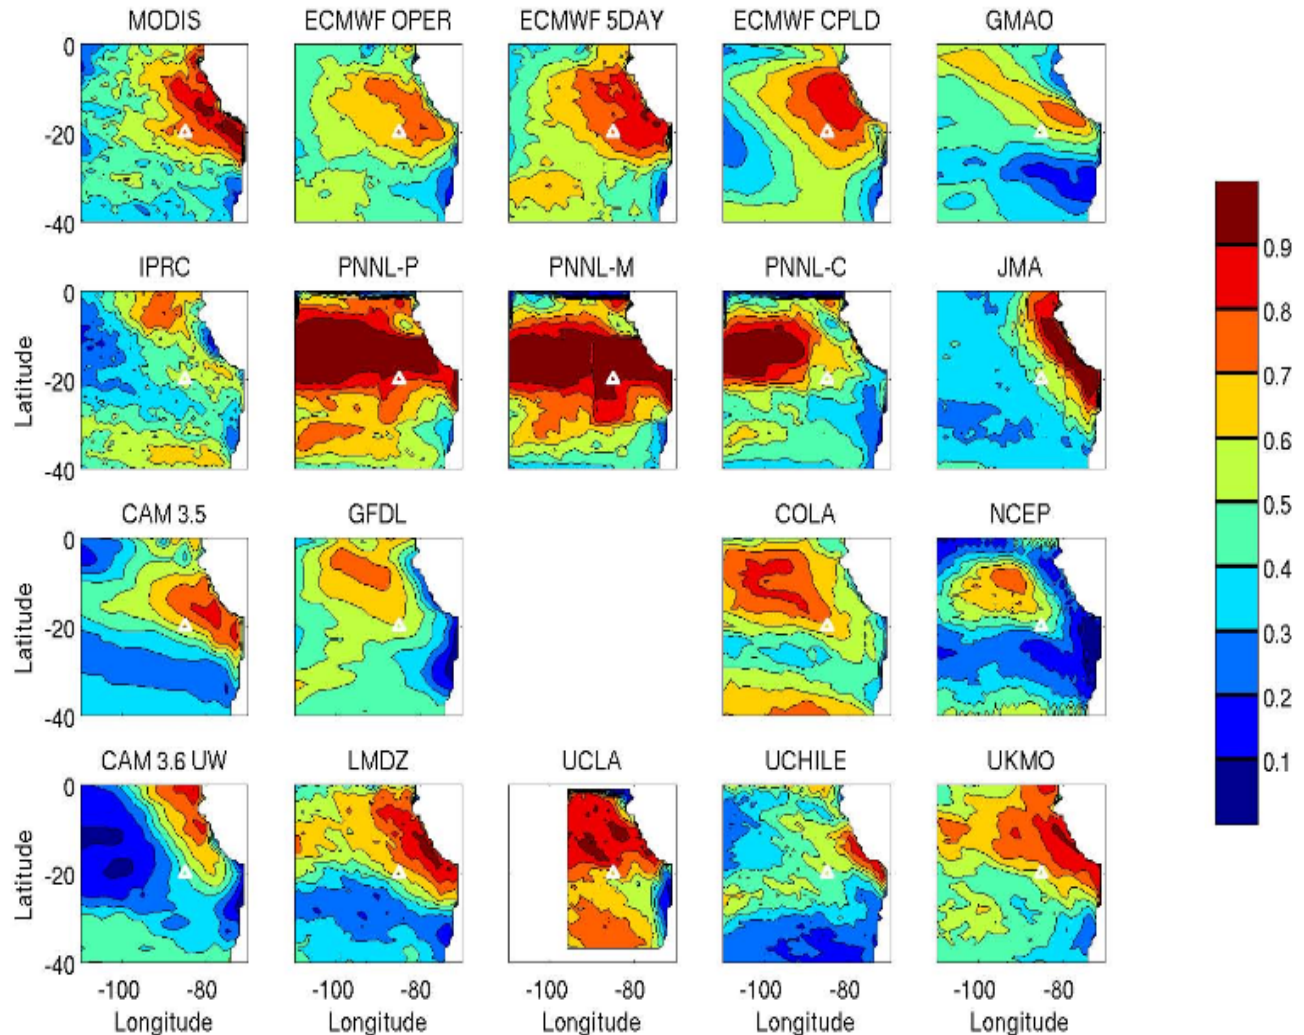 MODIS ECMWF OPER ECMWF 5DAY ECMWF CPLD GMAO
0
-20
-40
IPRC PNNL-P PNNL-M PNNL-C JMA
0
-20
-40
Latitude
CAM 3.5 GFDL COLA NCEP
0
-20
-40
Latitude
CAM 3.6 UW LMDZ UCLA UCHILE UKMO
0
-20
-40
Latitude
-100 -80 -100 -80 -100 -80 -100 -80 -100 -80
Longitude Longitude Longitude Longitude Longitude
0.9
0.8
0.7
0.6
0.5
0.4
0.3
0.2
0.1